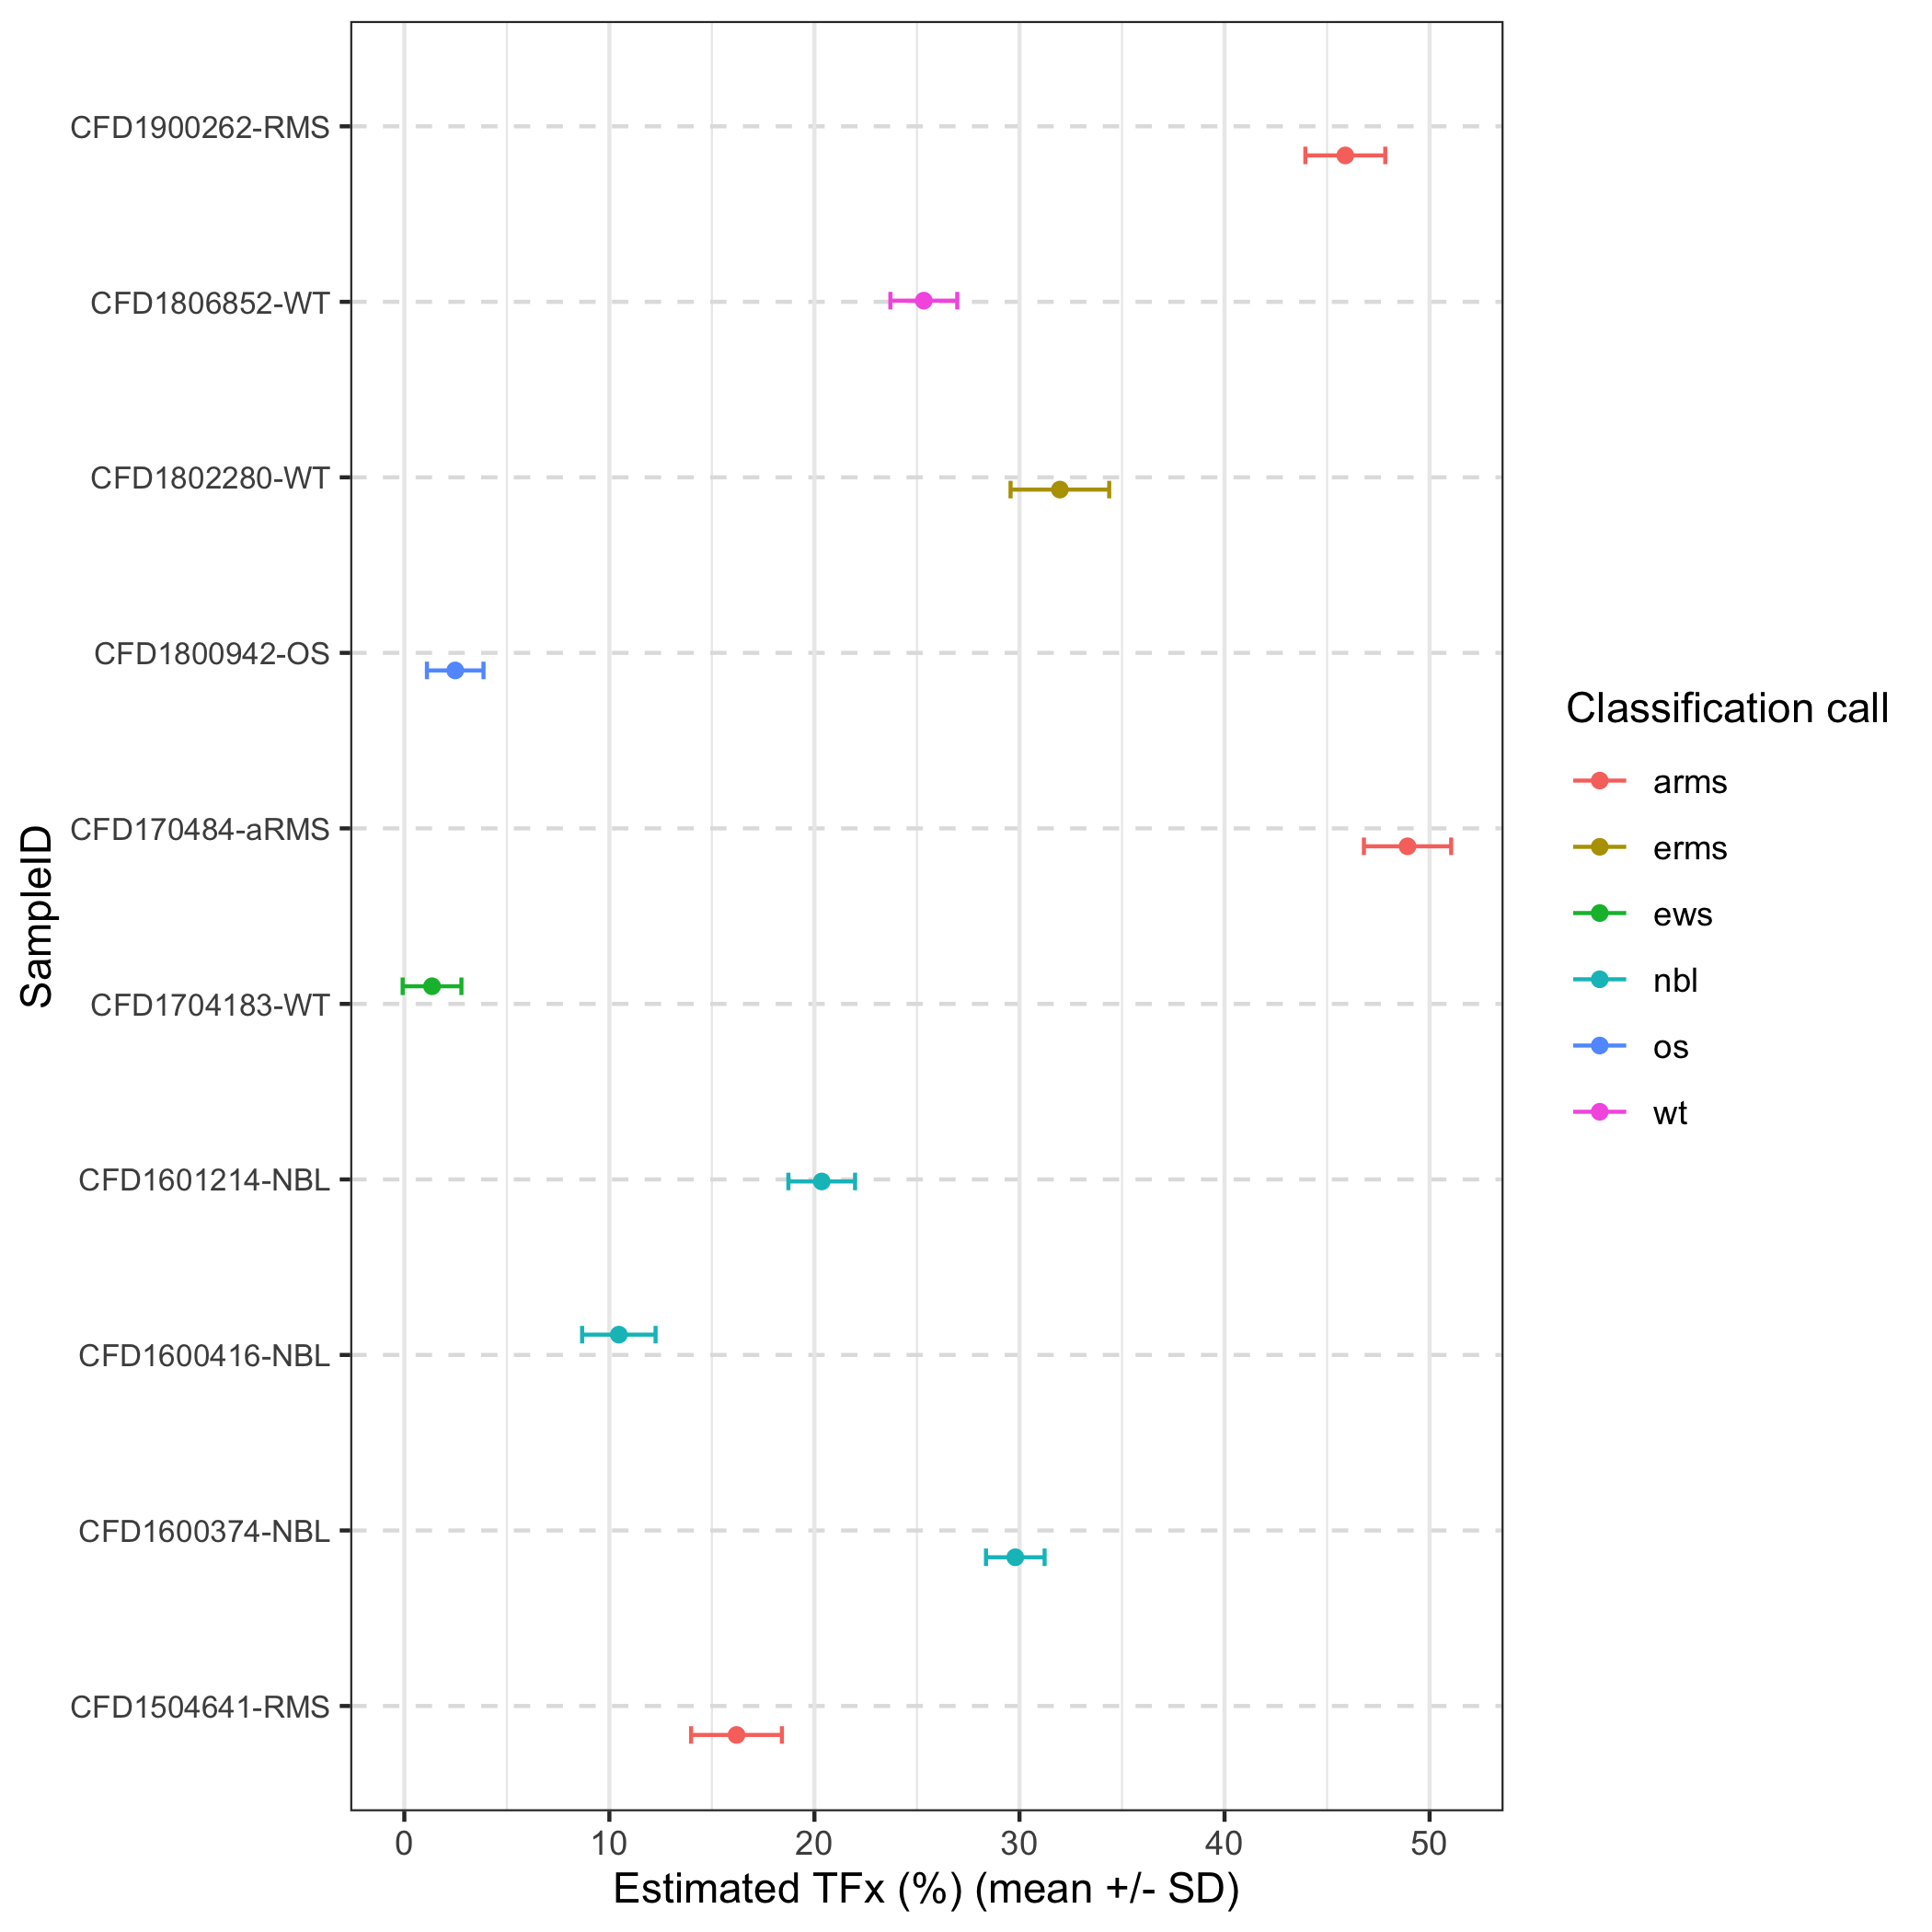 CFD1900262-RMS
CFD1806852-WT
CFD1802280-WT
CFD1800942-OS
CFD170484-aRMS
CFD1704183-WT
CFD1601214-NBL
CFD1600416-NBL
CFD1600374-NBL
CFD1504641-RMS
SampleID
0 10 20 30 40 50
Estimated TFx (%) (mean +/- SD)
Classification call
arms
erms
ews
nbl
os
wt